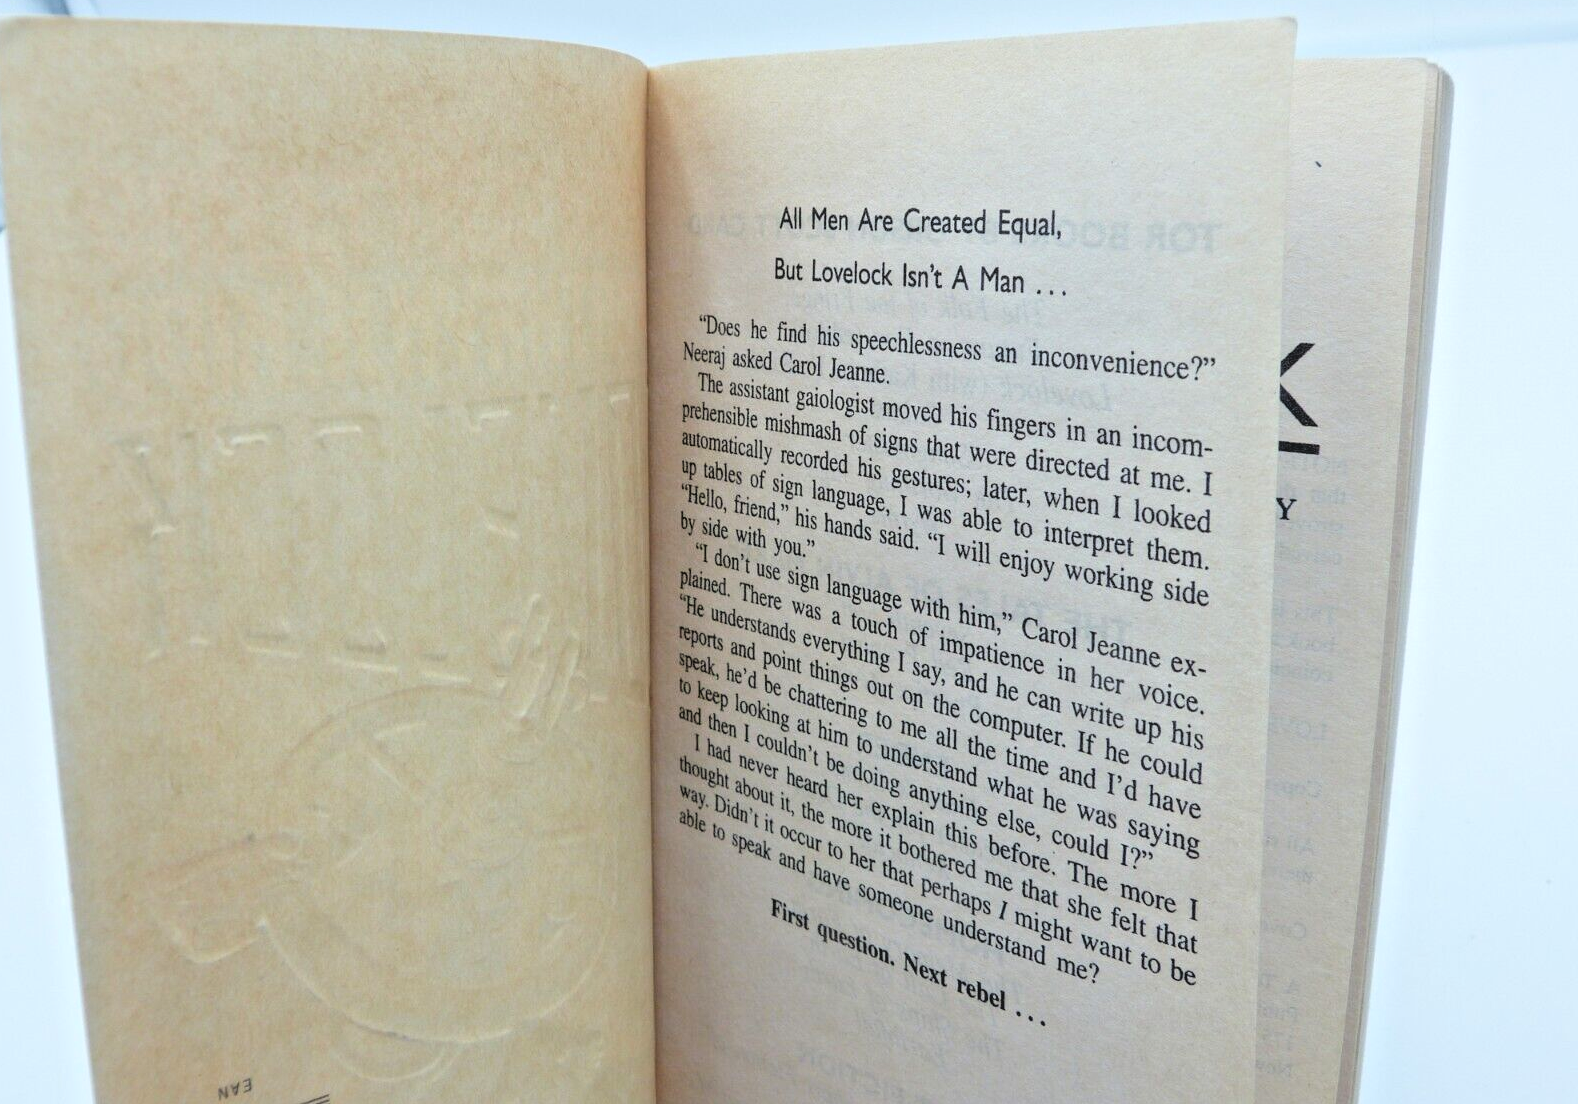 All Men Are Created Equal,
But Lovelock Isn't A Man . . .
“Does he find his speechlessness an inconvenience?”
Neeraj asked Carol Jeanne.
The assistant gaiologist moved his fingers in an incom-
prehensible mishmash of signs that were directed at me. I
automatically recorded his gestures; later, when I looked
up tables of sign language, I was able to interpret them.
“Hello, friend,” his hands said. “I will enjoy working side
by side with you.”
“I don't use sign language with him,” Carol Jeanne ex-
plained. There was a touch of impatience in her voice.
“He understands everything I say, and he can write up his
reports and point things out on the computer. If he could
speak, he'd be chattering to me all the time and I'd have
to keep looking at him to understand what he was saying
and then I couldn't be doing anything else, could I?”
I had never heard her explain this before. The more I
thought about it, the more it bothered me that she felt that
way. Didn't it occur to her that perhaps I might want to be
able to speak and have someone understand me?
First question. Next rebel . . .
K
Y
EAN